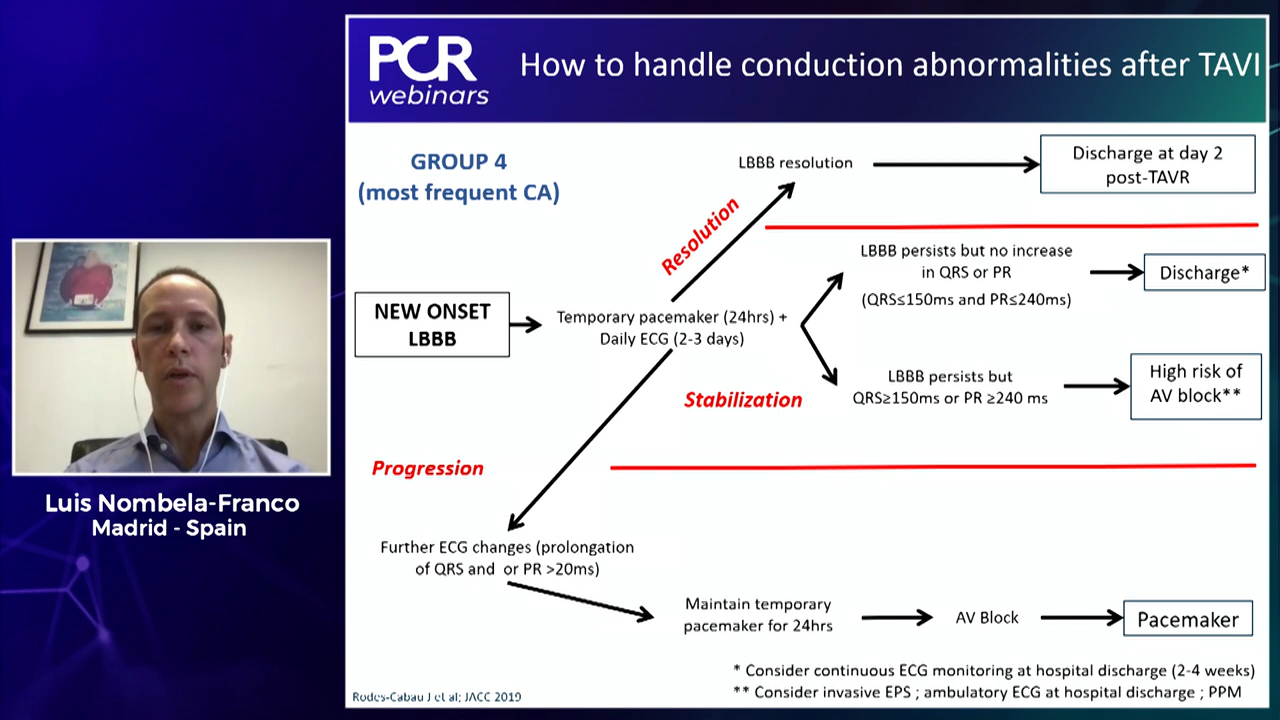 PCR
webinars
How to handle conduction abnormalities after TAVI
GROUP 4
(most frequent CA)
LBBB resolution
Discharge at day 2
post-TAVR
Resolution
LBBB persists but no increase
in QRS or PR
(QRS≤150ms and PR≤240ms)
Discharge*
NEW ONSET
LBBB
Temporary pacemaker (24hrs) +
Daily ECG (2-3 days)
LBBB persists but
QRS≥150ms or PR ≥240 ms
High risk of
AV block**
Stabilization
Progression
Luis Nombela-Franco
Madrid - Spain
Further ECG changes (prolongation
of QRS and or PR >20ms)
Maintain temporary
pacemaker for 24hrs
AV Block
Pacemaker
* Consider continuous ECG monitoring at hospital discharge (2-4 weeks)
** Consider invasive EPS ; ambulatory ECG at hospital discharge ; PPM
Rodes-Cabau J et al; JACC 2019